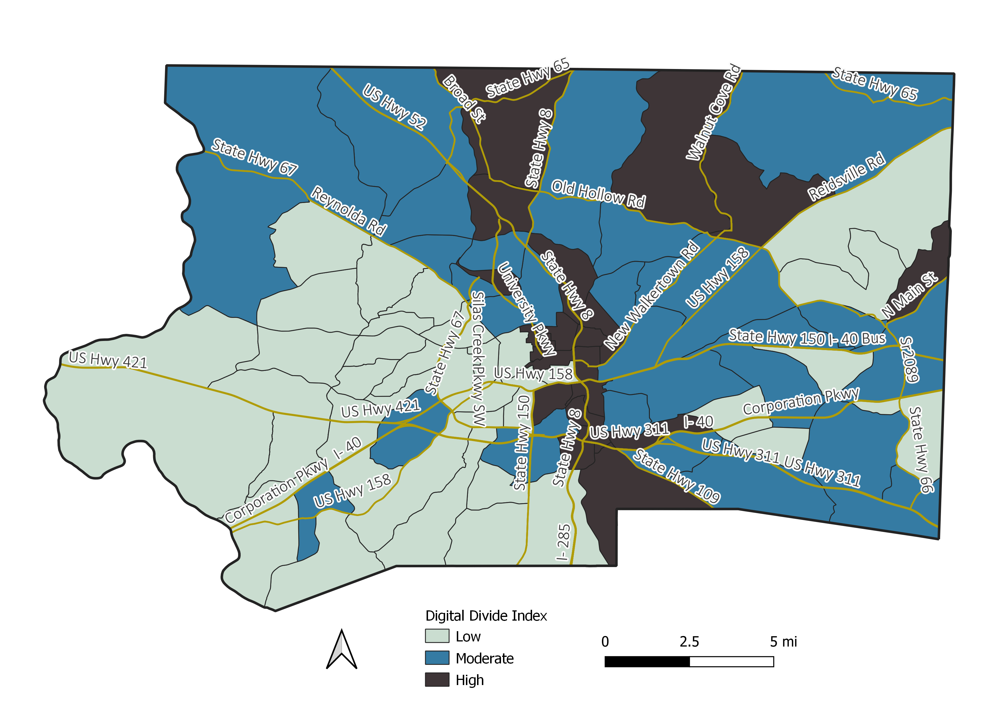 State Hwy 65
Broad St
State Hwy 65
US Hwy 52
Walnut Cove Rd
State Hwy 8
State Hwy 67
Reidsville Rd
Reynolda Rd
Old Hollow Rd
State Hwy 8
New Walkertown Rd
US Hwy 158
University Pkwy
N Main St
Silas Creek Pkwy SW
State Hwy 67
State Hwy 150 I- 40 Bus
Sr2089
US Hwy 421
US Hwy 158
US Hwy 421
State Hwy 150
Corporation Pkwy
State Hwy 8
US Hwy 311
I- 40
State Hwy 66
Corporation Pkwy I- 40
US Hwy 158
State Hwy 109
US Hwy 311 US Hwy 311
I- 285
Digital Divide Index
Low
Moderate
High
0 2.5 5 mi